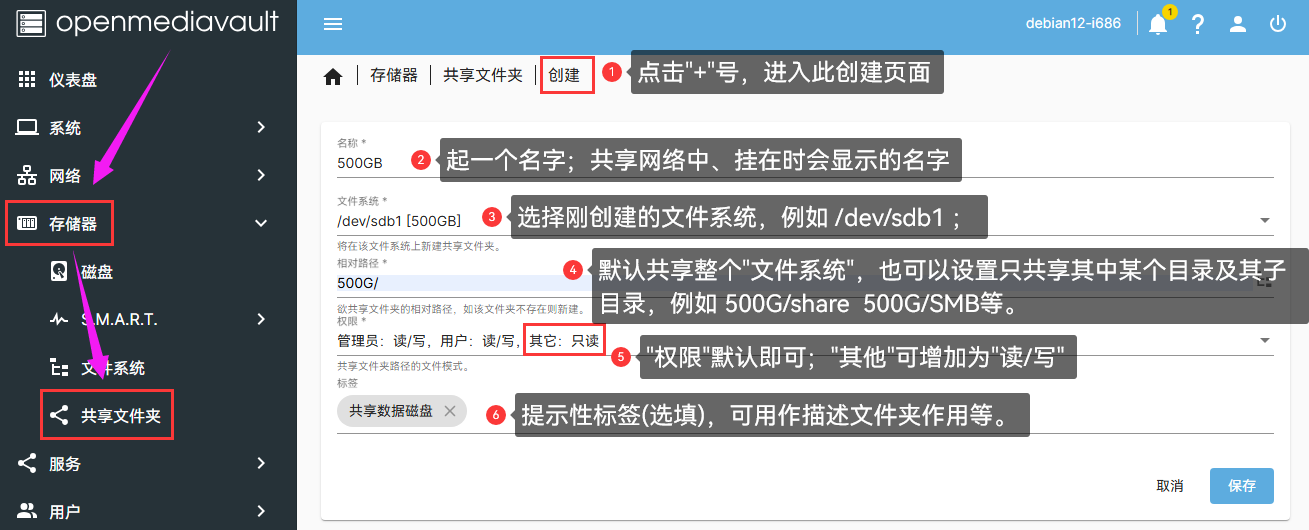 openmediavault
debian12-i686
1
仪表盘
系统
网络
存储器
磁盘
S.M.A.R.T.
文件系统
共享文件夹
服务
用户
存储器 | 共享文件夹 | 创建
1 点击"+"号，进入此创建页面
名称 *
500GB
2 起一个名字；共享网络中、挂在时会显示的名字
文件系统 *
/dev/sdb1 [500GB]
3 选择刚创建的文件系统，例如 /dev/sdb1 ；
将在该文件系统上新建共享文件夹。
相对路径 *
500G/
4 默认共享整个"文件系统"，也可以设置只共享其中某个目录及其子
目录，例如 500G/share 500G/SMB等。
欲共享文件夹的相对路径，如该文件夹不存在则新建。
权限 *
管理员：读/写，用户：读/写，其它：只读
5 "权限"默认即可；"其他"可增加为"读/写"
共享文件夹路径的文件模式。
标签
共享数据磁盘
6 提示性标签(选填)，可用作描述文件夹作用等。
取消
保存